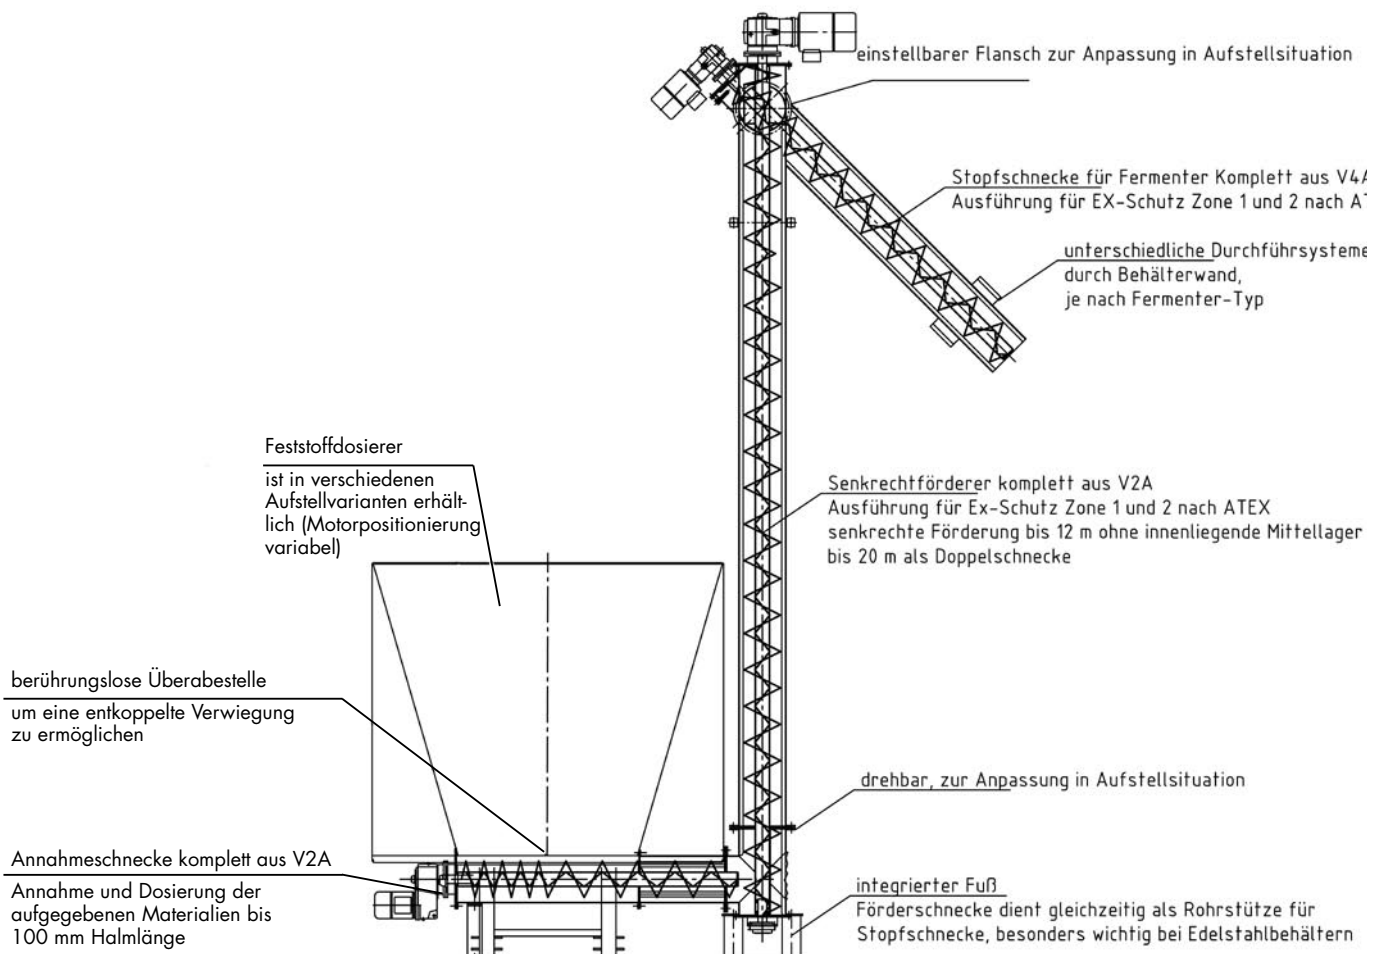 einstellbarer Flansch zur Anpassung in Aufstellsituation
Stopfschnecke für Fermenter Komplett aus V4A
Ausführung für EX-Schutz Zone 1 und 2 nach
unterschiedliche Durchführsysteme
durch Behälterwand,
je nach Fermenter-Typ
Feststoffdosierer
ist in verschiedenen
Aufstellvarianten erhält-
lich (Motorpositionierung
variabel)
Senkrechtförderer komplett aus V2A
Ausführung für Ex-Schutz Zone 1 und 2 nach ATEX
senkrechte Förderung bis 12 m ohne innenliegende Mittellager
bis 20 m als Doppelschnecke
berührungslose Überabestelle
um eine entkoppelte Verwiegung
zu ermöglichen
drehbar, zur Anpassung in Aufstellsituation
Annahmeschnecke komplett aus V2A
Annahme und Dosierung der
aufgegebenen Materialien bis
100 mm Halmlänge
integrierter Fuß
Förderschnecke dient gleichzeitig als Rohrstütze für
Stopfschnecke, besonders wichtig bei Edelstahlbehältern